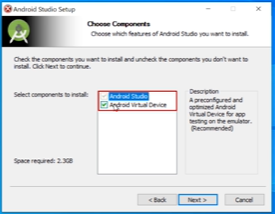 Android Studio Setup
Choose Components
Choose which features of Android Studio you want to install.
Check the components you want to install and uncheck the components you don't want to
install. Click Next to continue.
Select components to install:
Android Studio
Android Virtual Device
Description
A preconfigured and
optimized Android
Virtual Device for app
testing on the emulator.
(Recommended)
Space required: 2.3GB
< Back
Next >
Cancel